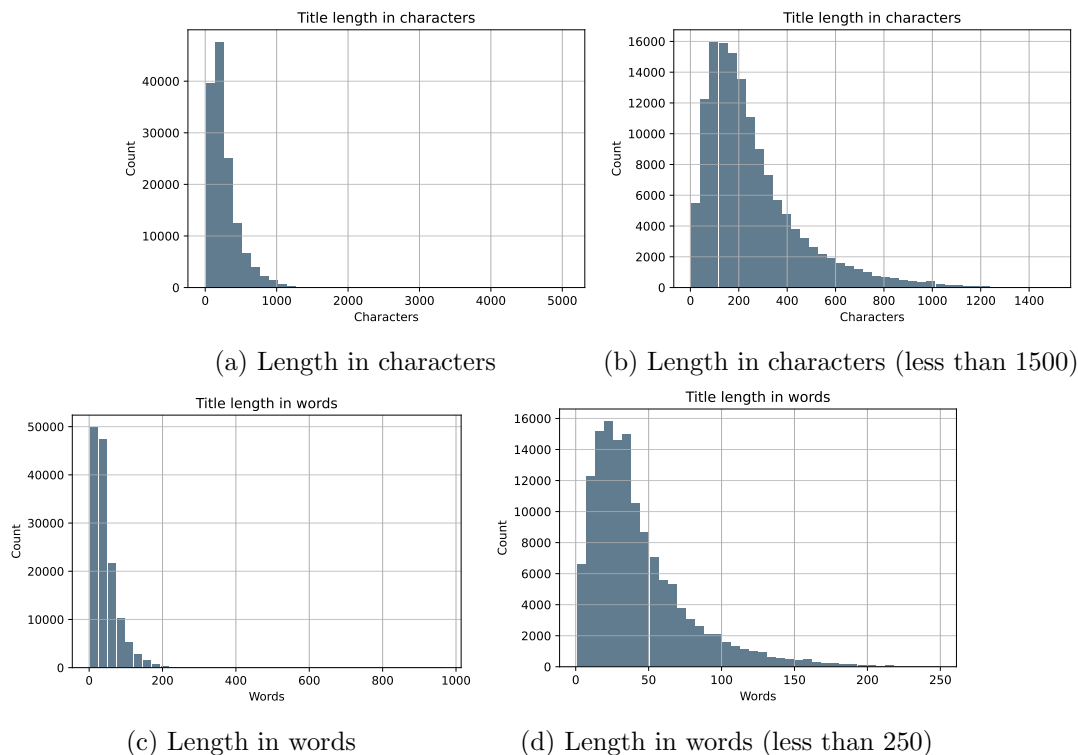 Title length in characters
Count
40000
30000
20000
10000
0
0 1000 2000 3000 4000 5000
Characters
(a) Length in characters
Title length in characters
Count
16000
14000
12000
10000
8000
6000
4000
2000
0
0 200 400 600 800 1000 1200 1400
Characters
(b) Length in characters (less than 1500)
Title length in words
Count
50000
40000
30000
20000
10000
0
0 200 400 600 800 1000
Words
(c) Length in words
Title length in words
Count
16000
14000
12000
10000
8000
6000
4000
2000
0
0 50 100 150 200 250
Words
(d) Length in words (less than 250)